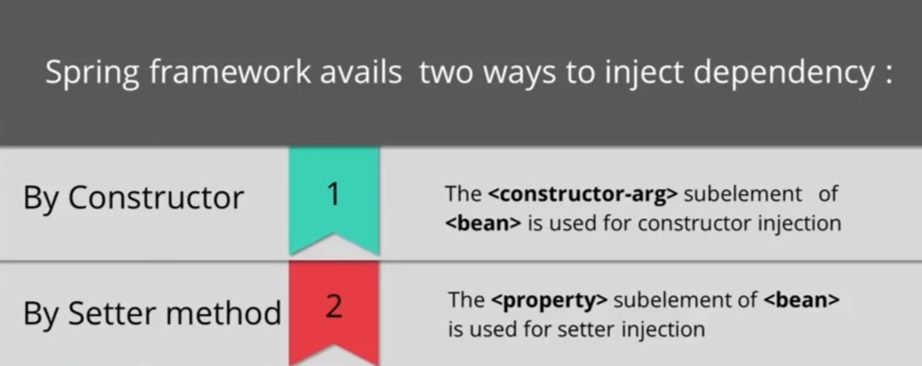 Spring framework avails two ways to inject dependency :
By Constructor
1
The <constructor-arg> subelement of
<bean> is used for constructor injection
By Setter method
2
The <property> subelement of <bean>
is used for setter injection